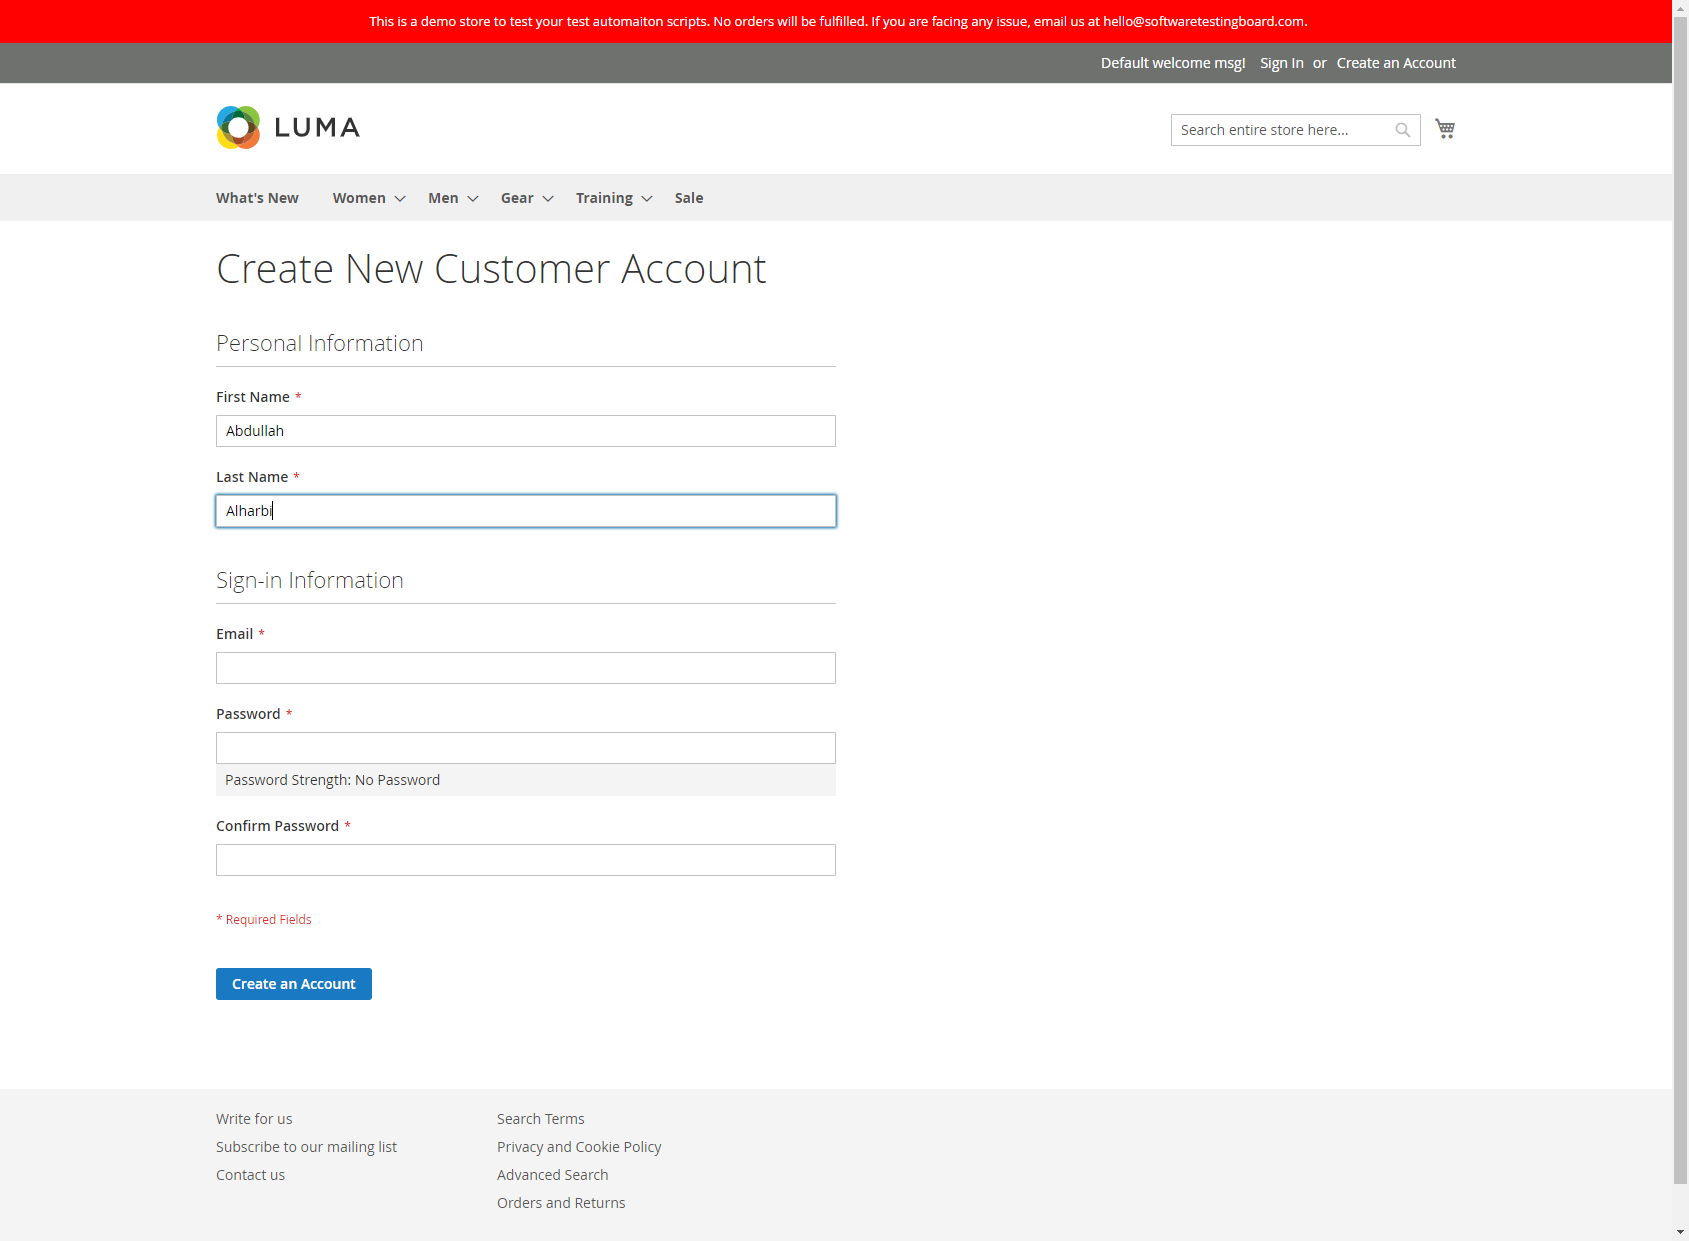 This is a demo store to test your test automaiton scripts. No orders will be fulfilled. If you are facing any issue, email us at hello@softwaretestingboard.com.
Default welcome msg! Sign In or Create an Account
LUMA
Search entire store here...
What's New Women Men Gear Training Sale
Create New Customer Account
Personal Information
First Name *
Abdullah
Last Name *
Alharbi
Sign-in Information
Email *
Password *
Password Strength: No Password
Confirm Password *
* Required Fields
Create an Account
Write for us
Subscribe to our mailing list
Contact us
Search Terms
Privacy and Cookie Policy
Advanced Search
Orders and Returns